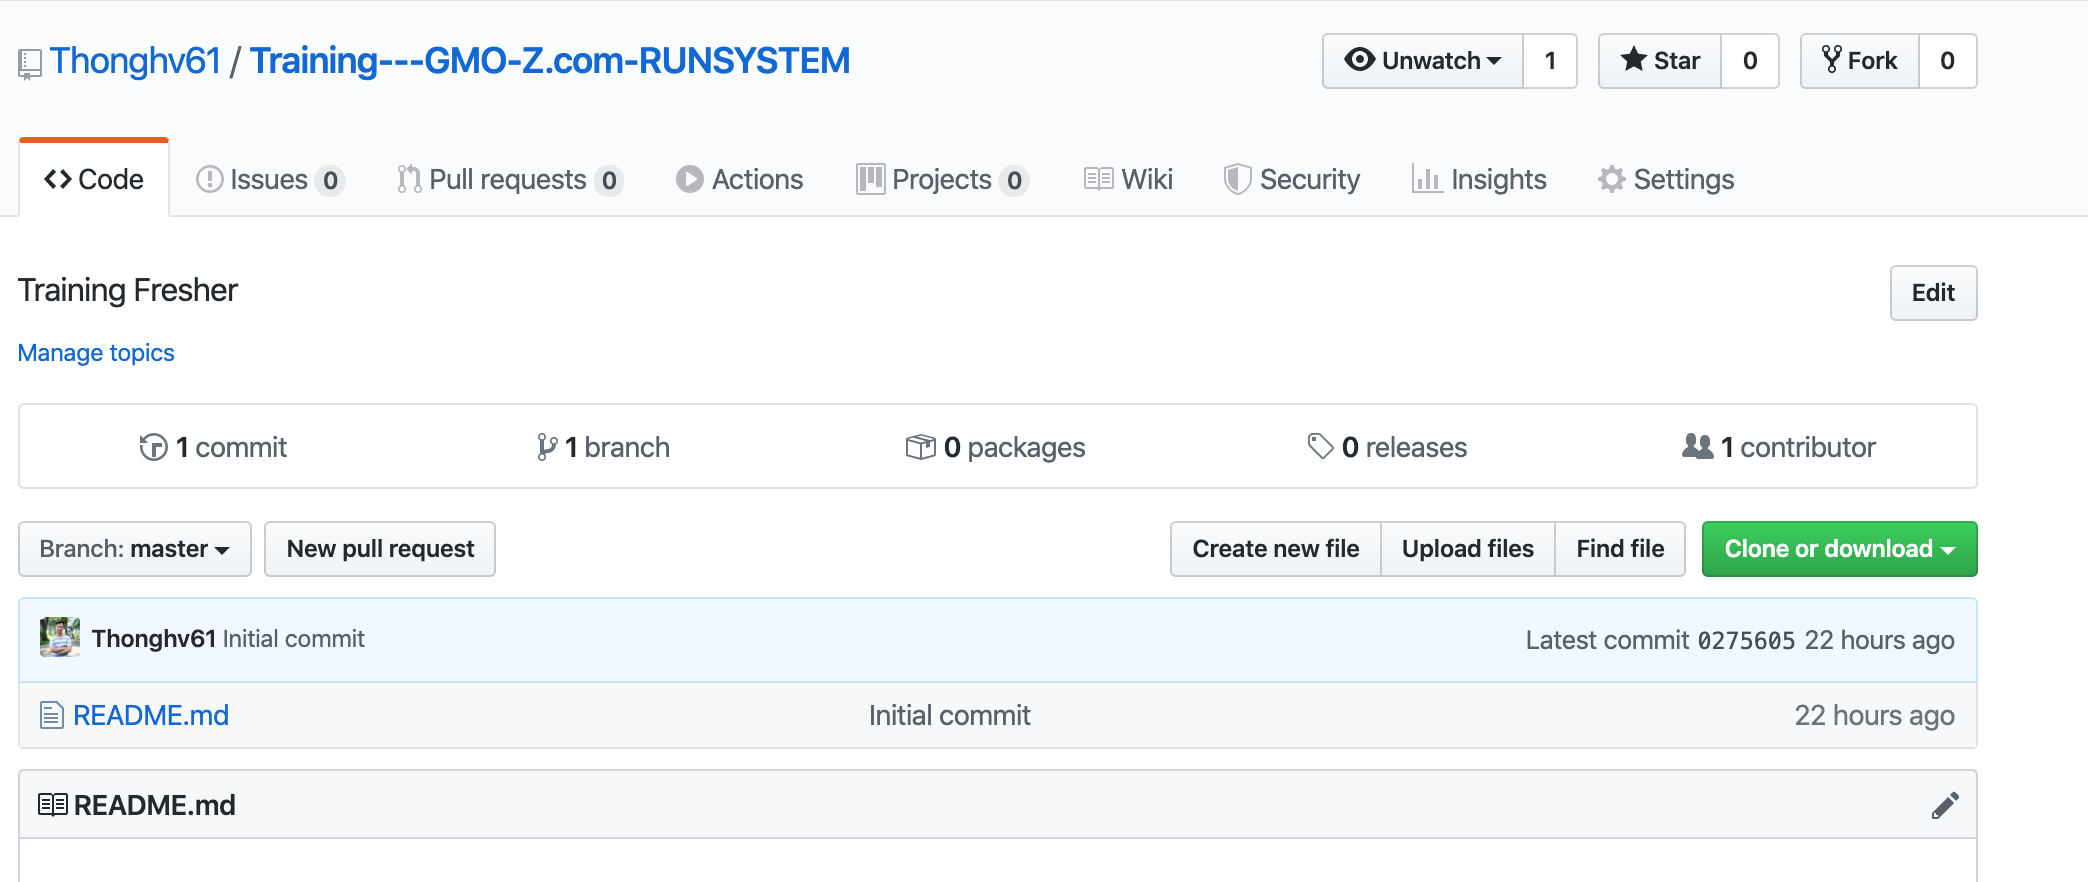 Thonghv61 / Training---GMO-Z.com-RUNSYSTEM Unwatch 1 Star 0 Fork 0
Code Issues 0 Pull requests 0 Actions Projects 0 Wiki Security Insights Settings
Training Fresher Edit
Manage topics
1 commit 1 branch 0 packages 0 releases 1 contributor
Branch: master New pull request Create new file Upload files Find file Clone or download
Thonghv61 Initial commit Latest commit 0275605 22 hours ago
README.md Initial commit 22 hours ago
README.md